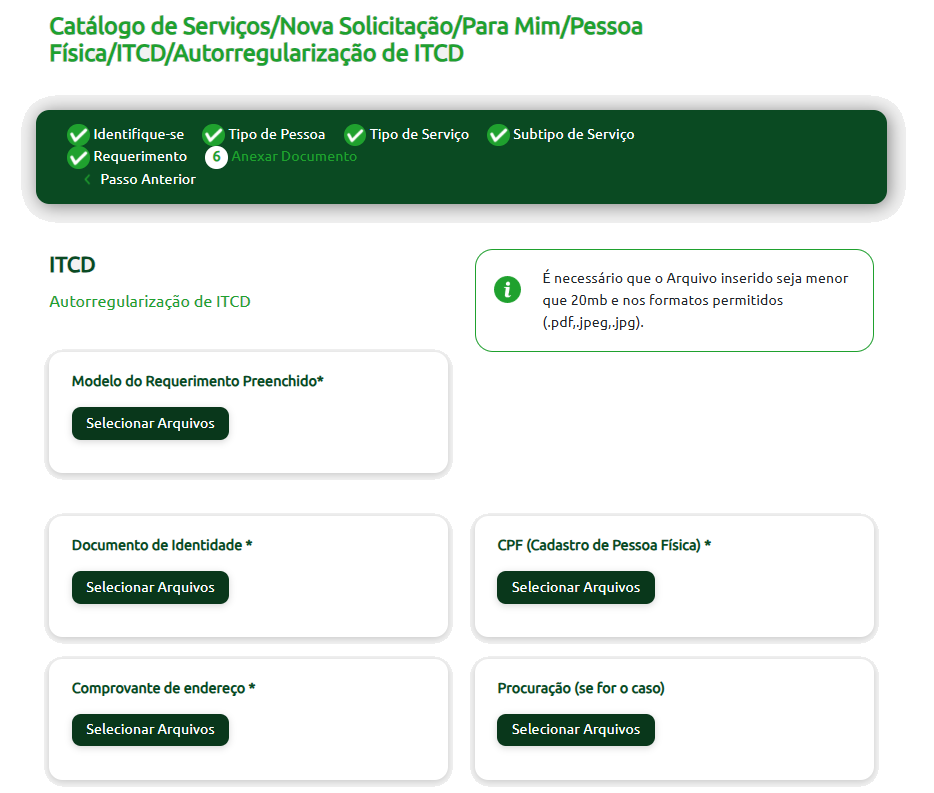 Catálogo de Serviços/Nova Solicitação/Para Mim/Pessoa
Física/ITCD/Autorregularização de ITCD
Identifique-se Tipo de Pessoa Tipo de Serviço Subtipo de Serviço
Requerimento 6 Anexar Documento
Passo Anterior
ITCD
Autorregularização de ITCD
i
É necessário que o Arquivo inserido seja menor
que 20mb e nos formatos permitidos
(.pdf,.jpeg,.jpg).
Modelo do Requerimento Preenchido*
Selecionar Arquivos
Documento de Identidade *
Selecionar Arquivos
CPF (Cadastro de Pessoa Física) *
Selecionar Arquivos
Comprovante de endereço *
Selecionar Arquivos
Procuração (se for o caso)
Selecionar Arquivos